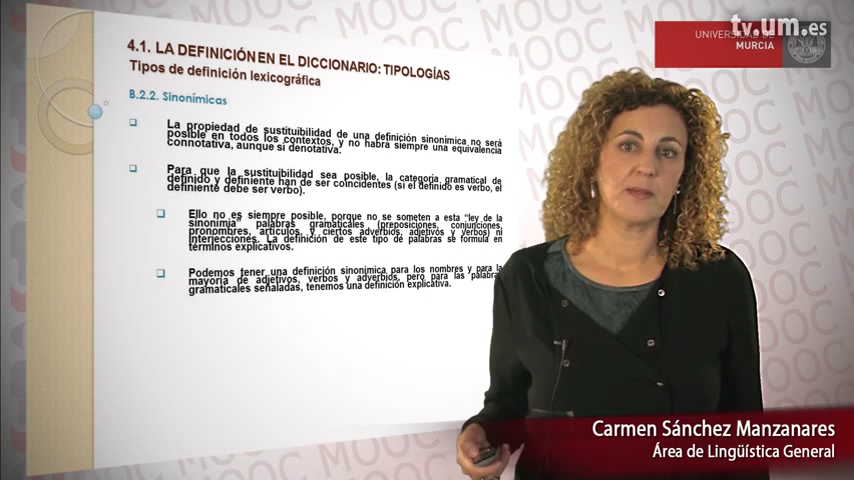 tv.um.es
UNIVERSIDAD DE
MURCIA
4.1. LA DEFINICIÓN EN EL DICCIONARIO: TIPOLOGÍAS
Tipos de definición lexicográfica
B.2.2. Sinonímicas
La propiedad de sustituibilidad de una definición sinonímica no será
posible en todos los contextos, y no habrá siempre una equivalencia
connotativa, aunque sí denotativa.
Para que la sustituibilidad sea posible, la categoría gramatical de
definido y definiente han de ser coincidentes (si el definido es verbo, el
definiente debe ser verbo).
Ello no es siempre posible, porque no se someten a esta "ley de la
sinonimia palabras gramaticales (preposiciones, conjunciones,
pronombres, artículos, y ciertos adverbios, adjetivos y verbos) ni
interjecciones. La definición de este tipo de palabras se formula en
términos explicativos.
Podemos tener una definición sinonímica para los nombres y para la
mayoría de adjetivos, verbos y adverbios, pero para las palabras
gramaticales señaladas, tenemos una definición explicativa.
Carmen Sánchez Manzanares
Área de Lingüística General
MOOC